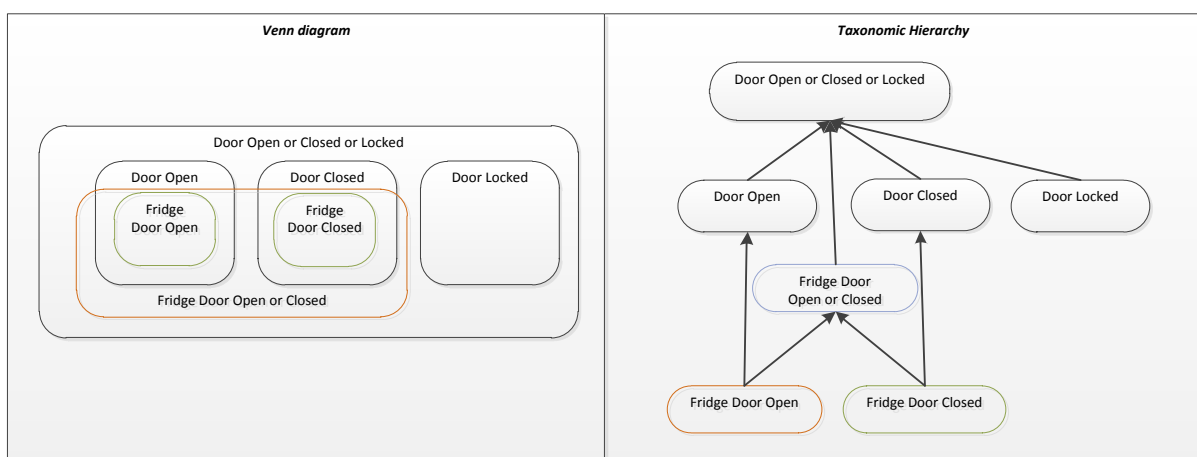 Venn diagram
Door Open or Closed or Locked
Door Open
Door Closed
Door Locked
Fridge
Door Open
Fridge
Door Closed
Fridge Door Open or Closed
Taxonomic Hierarchy
Door Open or Closed or Locked
Door Open
Door Closed
Door Locked
Fridge Door
Open or Closed
Fridge Door Open
Fridge Door Closed